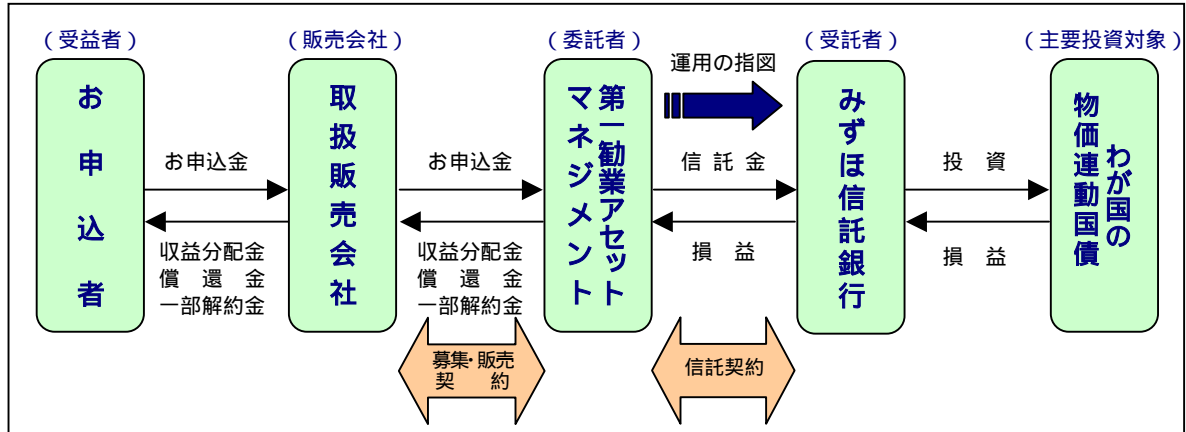 （受益者）
（販売会社）
（委託者）
（受託者）
（主要投資対象）
お申込者
取扱販売会社
第一勧業アセット
マネジメント
みずほ信託銀行
わが国の
物価連動国債
運用の指図
お申込金
お申込金
信託金
投資
収益分配金
償還金
一部解約金
収益分配金
償還金
一部解約金
損益
損益
募集・販売
契約
信託契約